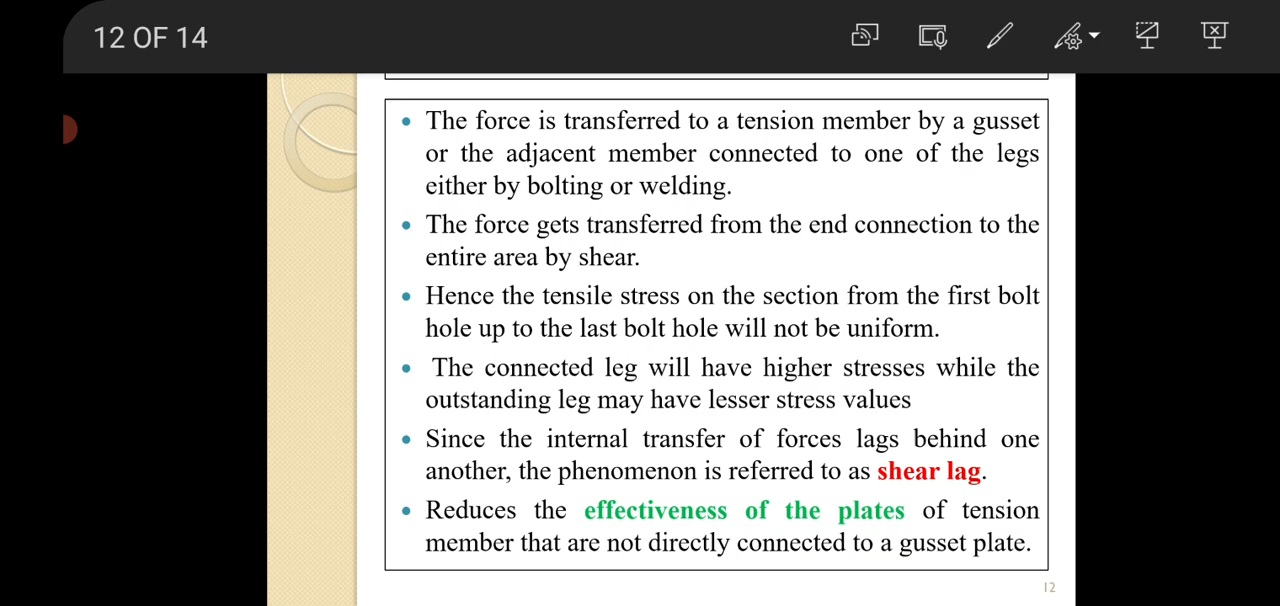 12 OF 14
• The force is transferred to a tension member by a gusset
or the adjacent member connected to one of the legs
either by bolting or welding.
• The force gets transferred from the end connection to the
entire area by shear.
• Hence the tensile stress on the section from the first bolt
hole up to the last bolt hole will not be uniform.
• The connected leg will have higher stresses while the
outstanding leg may have lesser stress values
• Since the internal transfer of forces lags behind one
another, the phenomenon is referred to as shear lag.
• Reduces the effectiveness of the plates of tension
member that are not directly connected to a gusset plate.
12